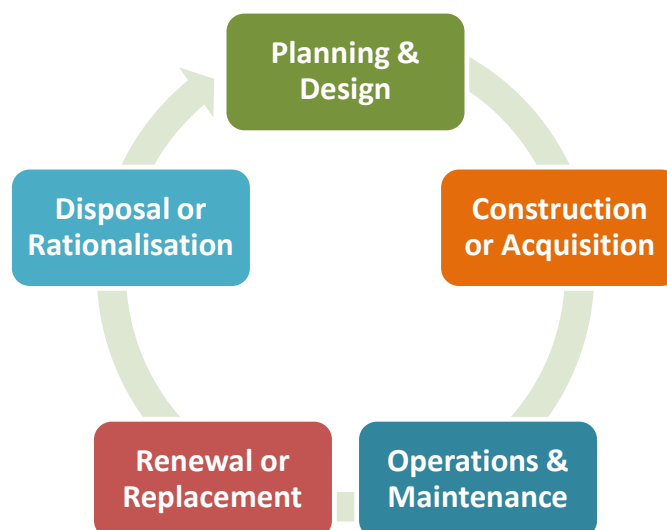 Planning &
Design
Construction
or Acquisition
Operations &
Maintenance
Renewal or
Replacement
Disposal or
Rationalisation